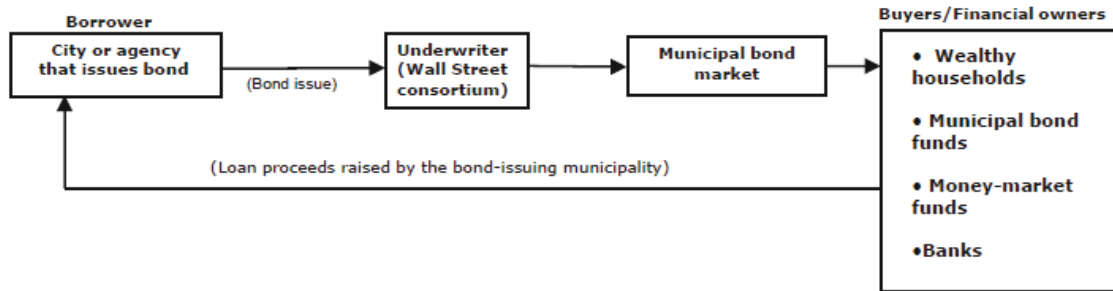 Borrower
City or agency
that issues bond
(Bond issue)
Underwriter
(Wall Street
consortium)
Municipal bond
market
Buyers/Financial owners
• Wealthy
households
• Municipal bond
funds
• Money-market
funds
•Banks
(Loan proceeds raised by the bond-issuing municipality)